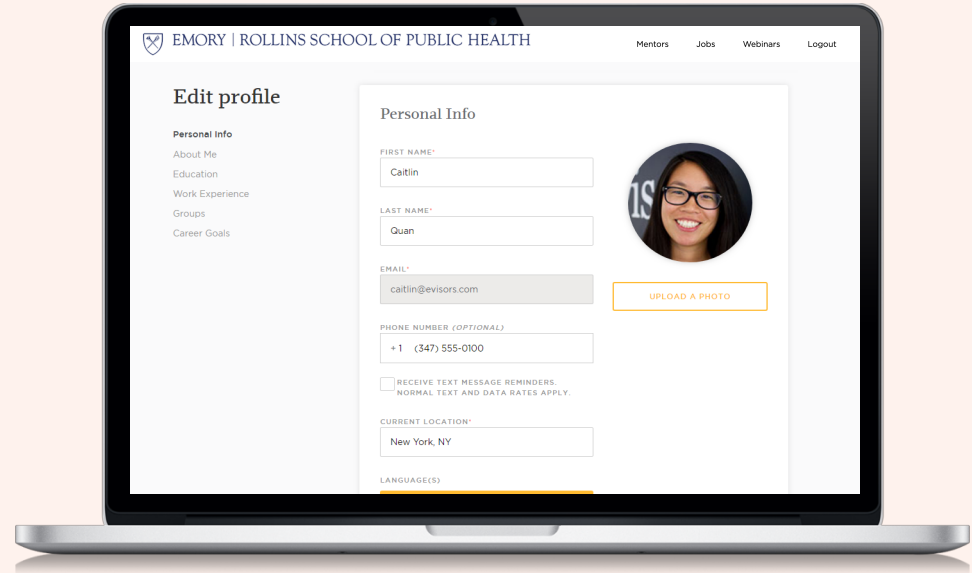 EMORY | ROLLINS SCHOOL OF PUBLIC HEALTH
Mentors Jobs Webinars Logout
Edit profile
Personal Info
About Me
Education
Work Experience
Groups
Career Goals
Personal Info
FIRST NAME*
Caitlin
LAST NAME*
Quan
EMAIL*
caitlin@evisors.com
PHONE NUMBER (OPTIONAL)
+ 1 (347) 555-0100
RECEIVE TEXT MESSAGE REMINDERS.
NORMAL TEXT AND DATA RATES APPLY.
CURRENT LOCATION*
New York, NY
LANGUAGE(S)
UPLOAD A PHOTO